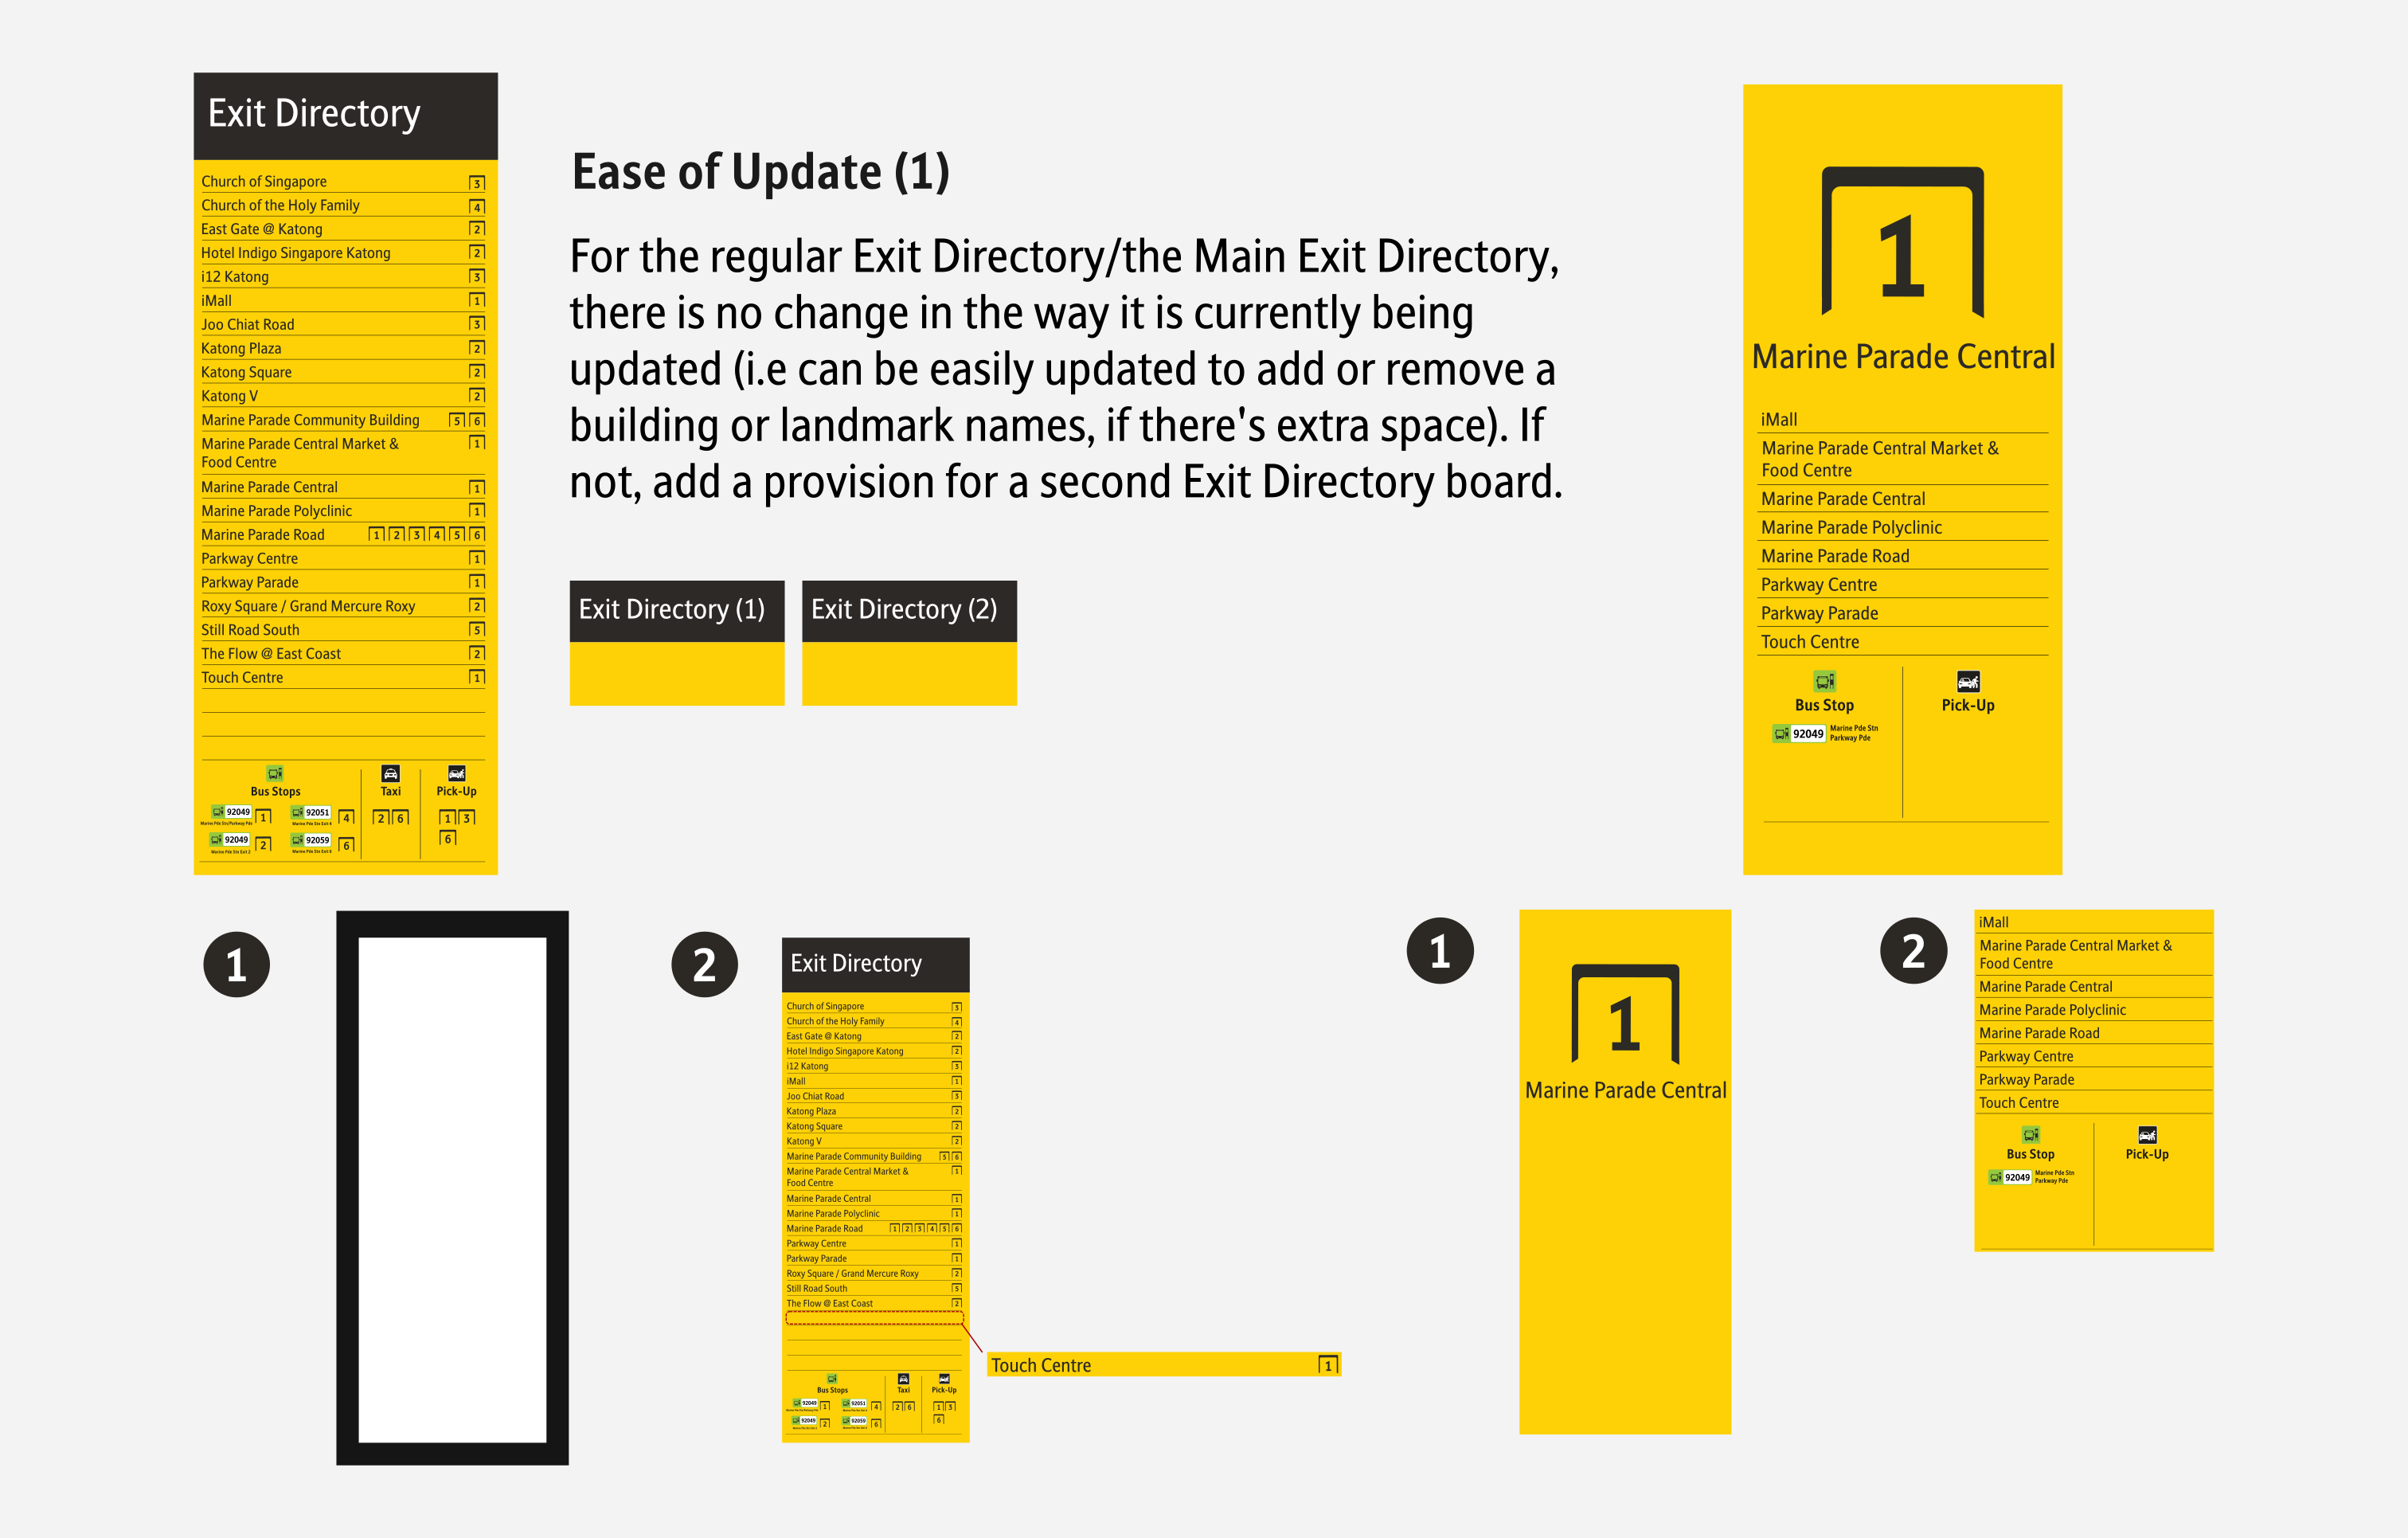 Exit Directory
Church of Singapore 3
Church of the Holy Family 4
East Gate @ Katong 2
Hotel Indigo Singapore Katong 2
i12 Katong 3
iMall 1
Joo Chiat Road 3
Katong Plaza 2
Katong Square 2
Katong V 2
Marine Parade Community Building 5 6
Marine Parade Central Market & 1
Food Centre
Marine Parade Central 1
Marine Parade Polyclinic 1
Marine Parade Road 1 2 3 4 5 6
Parkway Centre 1
Parkway Parade 1
Roxy Square / Grand Mercure Roxy 2
Still Road South 5
The Flow @ East Coast 2
Touch Centre 1
Bus Stops Taxi Pick-Up
92049 1 92051 4 2 6 1 3
Marine Pde Stn/Parkway Pde
92049 2 92059 6 6
Marine Pde Stn Exit 2
Ease of Update (1)
For the regular Exit Directory/the Main Exit Directory,
there is no change in the way it is currently being
updated (i.e can be easily updated to add or remove a
building or landmark names, if there's extra space). If
not, add a provision for a second Exit Directory board.
Exit Directory (1)
Exit Directory (2)
1
Marine Parade Central
iMall
Marine Parade Central Market &
Food Centre
Marine Parade Central
Marine Parade Polyclinic
Marine Parade Road
Parkway Centre
Parkway Parade
Touch Centre
Bus Stop Pick-Up
92049 Marine Pde Stn
Parkway Pde
1
2
Exit Directory
Church of Singapore 3
Church of the Holy Family 4
East Gate @ Katong 2
Hotel Indigo Singapore Katong 2
i12 Katong 3
iMall 1
Joo Chiat Road 3
Katong Plaza 2
Katong Square 2
Katong V 2
Marine Parade Community Building 5 6
Marine Parade Central Market & 1
Food Centre
Marine Parade Central 1
Marine Parade Polyclinic 1
Marine Parade Road 1 2 3 4 5 6
Parkway Centre 1
Parkway Parade 1
Roxy Square / Grand Mercure Roxy 2
Still Road South 5
The Flow @ East Coast 2
Bus Stops Taxi Pick-Up
92049 1 92051 4 2 6 1 3
92049 2 92059 6 6
Touch Centre 1
1
1
Marine Parade Central
2
iMall
Marine Parade Central Market &
Food Centre
Marine Parade Central
Marine Parade Polyclinic
Marine Parade Road
Parkway Centre
Parkway Parade
Touch Centre
Bus Stop Pick-Up
92049 Marine Pde Stn
Parkway Pde